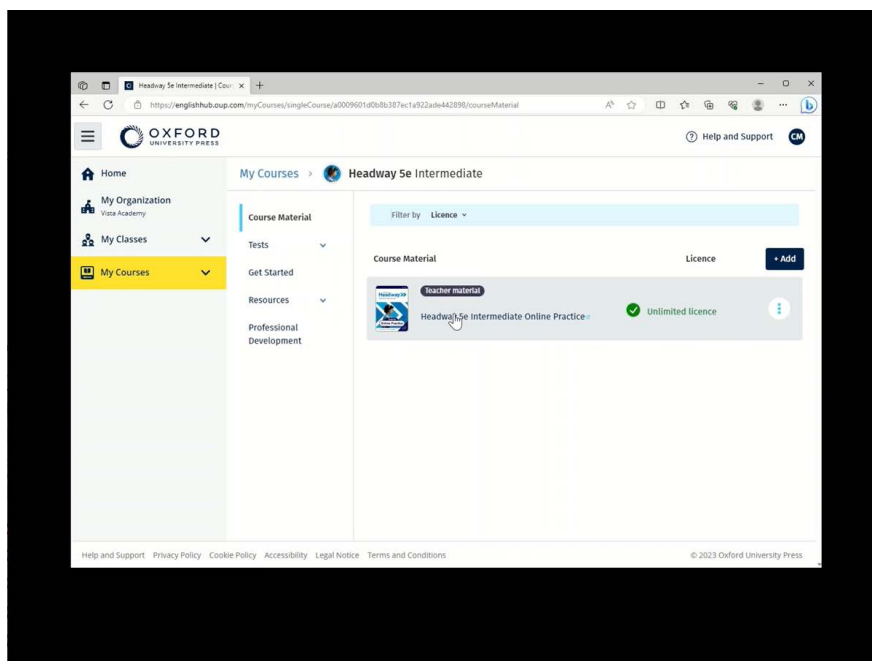 Headway 5e Intermediate | Cour
https://englishhub.oup.com/myCourses/singleCourse/a0009601d0b8b387ec1a922ade442898/courseMaterial
OXFORD
UNIVERSITY PRESS
Help and Support
CM
Home
My Organization
Vista Academy
My Classes
My Courses
My Courses > Headway 5e Intermediate
Course Material
Tests
Get Started
Resources
Professional
Development
Filter by Licence
Course Material Licence + Add
Teacher material
Headway 5e Intermediate Online Practice
Unlimited licence
Headway
Online Practice
Help and Support Privacy Policy Cookie Policy Accessibility Legal Notice Terms and Conditions © 2023 Oxford University Press